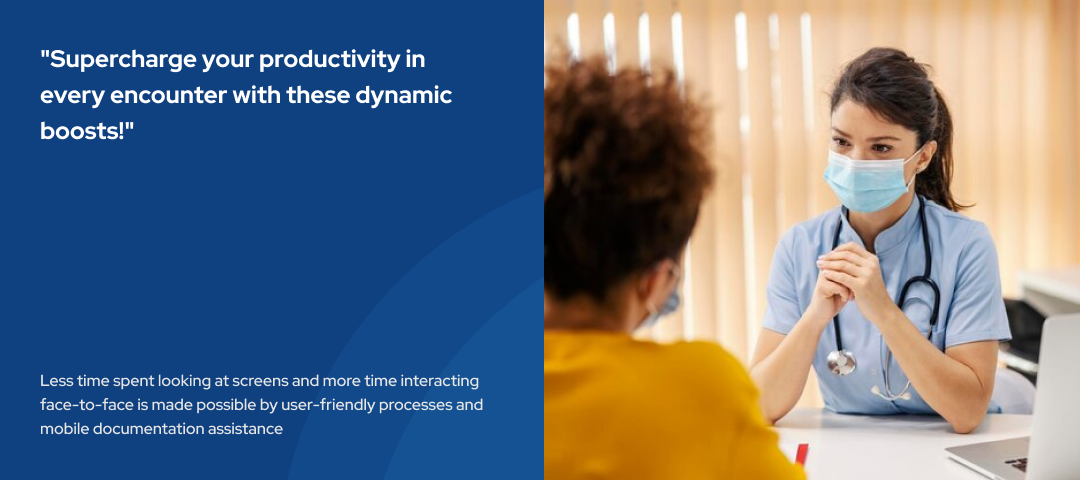 "Supercharge your productivity in
every encounter with these dynamic
boosts!"
Less time spent looking at screens and more time interacting
face-to-face is made possible by user-friendly processes and
mobile documentation assistance